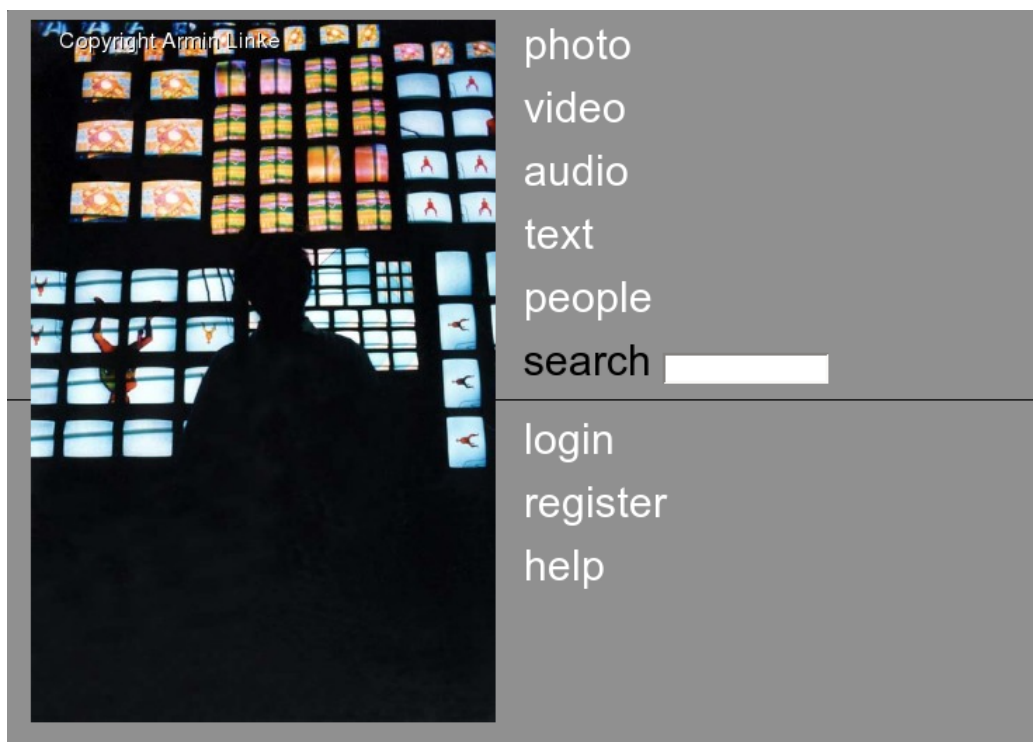 Copyright Armin Linke
photo
video
audio
text
people
search
login
register
help